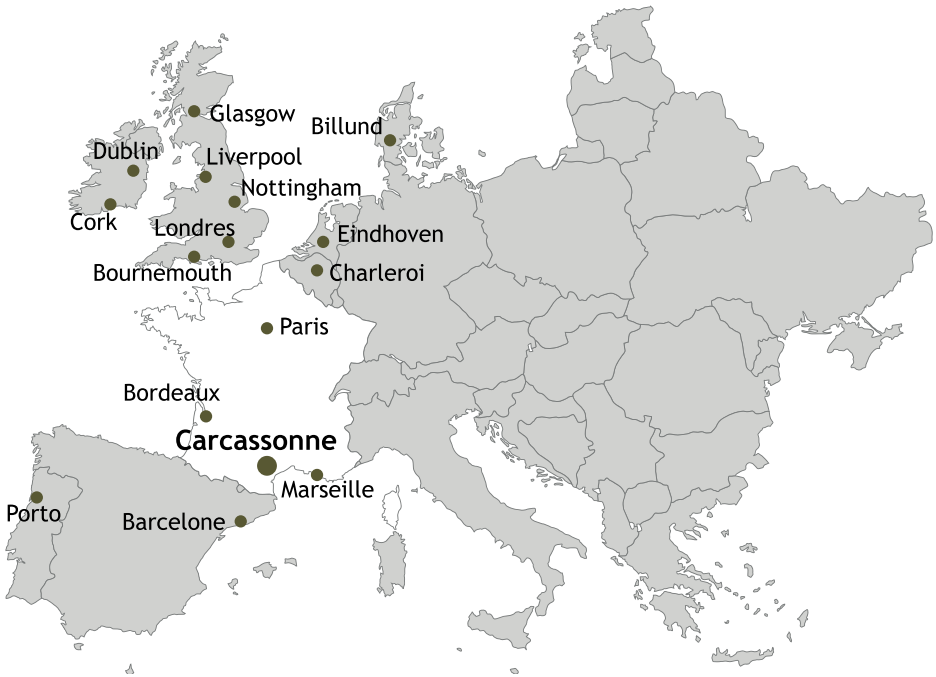 Glasgow
Billund
Dublin
Liverpool
Nottingham
Cork
Londres
Eindhoven
Bournemouth
Charleroi
Paris
Bordeaux
Carcassonne
Marseille
Porto
Barcelone